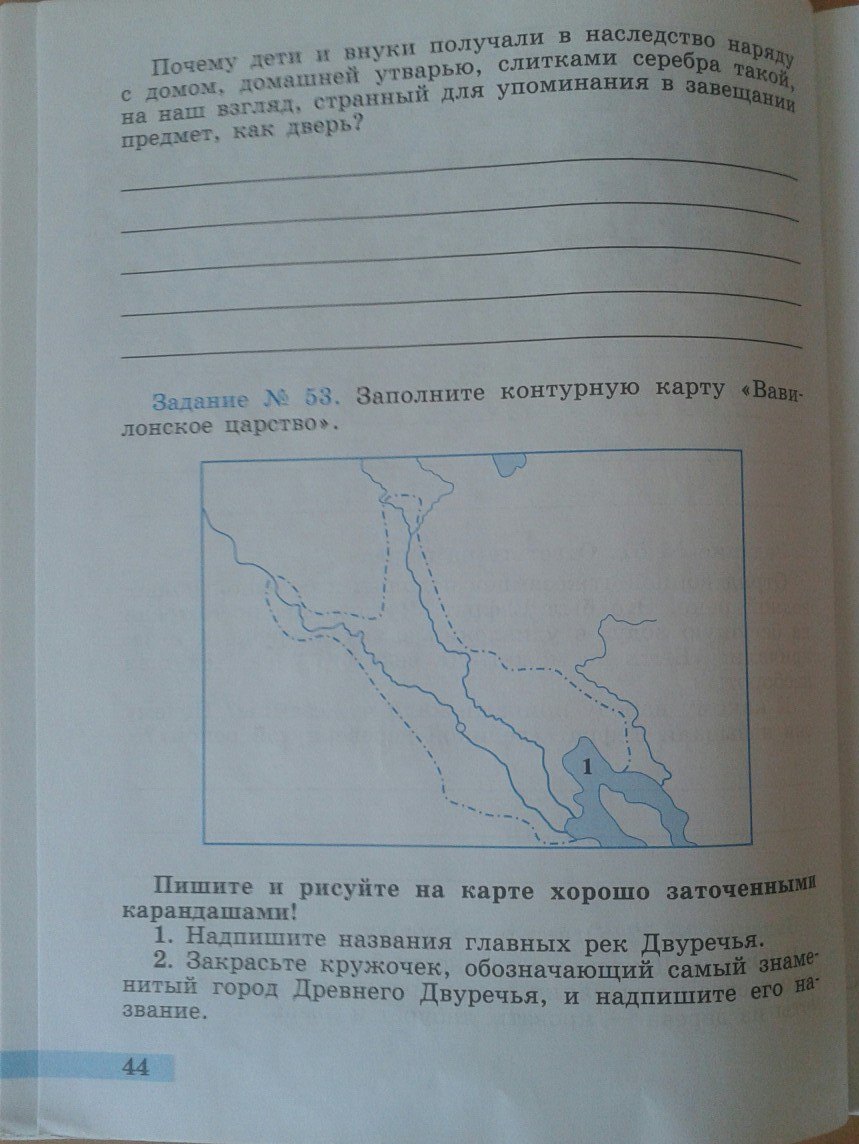 Почему дети и внуки получали в наследство наряду
с домом, домашней утварью, слитками серебра такой,
на наш взгляд, странный для упоминания в завещании
предмет, как дверь?
Задание № 53. Заполните контурную карту «Вави-
лонское царство».
1
Пишите и рисуйте на карте хорошо заточенными
карандашами!
1. Надпишите названия главных рек Двуречья.
2. Закрасьте кружочек, обозначающий самый знаме-
нитый город Древнего Двуречья, и надпишите его на-
звание.
44